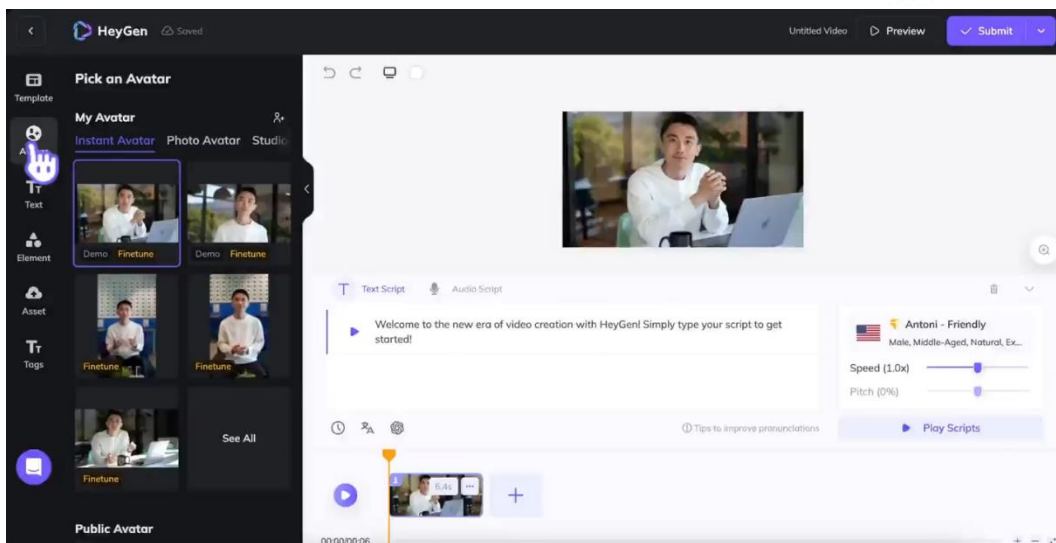 HeyGen
Saved
Untitled Video
Preview
Submit
Template
Text
Element
Asset
Tags
Pick an Avatar
My Avatar
Instant Avatar Photo Avatar Studio
Demo Finetune
Demo Finetune
Finetune
Finetune
Finetune
See All
Public Avatar
Text Script
Audio Script
Welcome to the new era of video creation with HeyGen! Simply type your script to get
started!
Antoni - Friendly
Male, Middle-Aged, Natural, Ex...
Speed (1.0x)
Pitch (0%)
Tips to improve pronunciations
Play Scripts
00:00/00:06